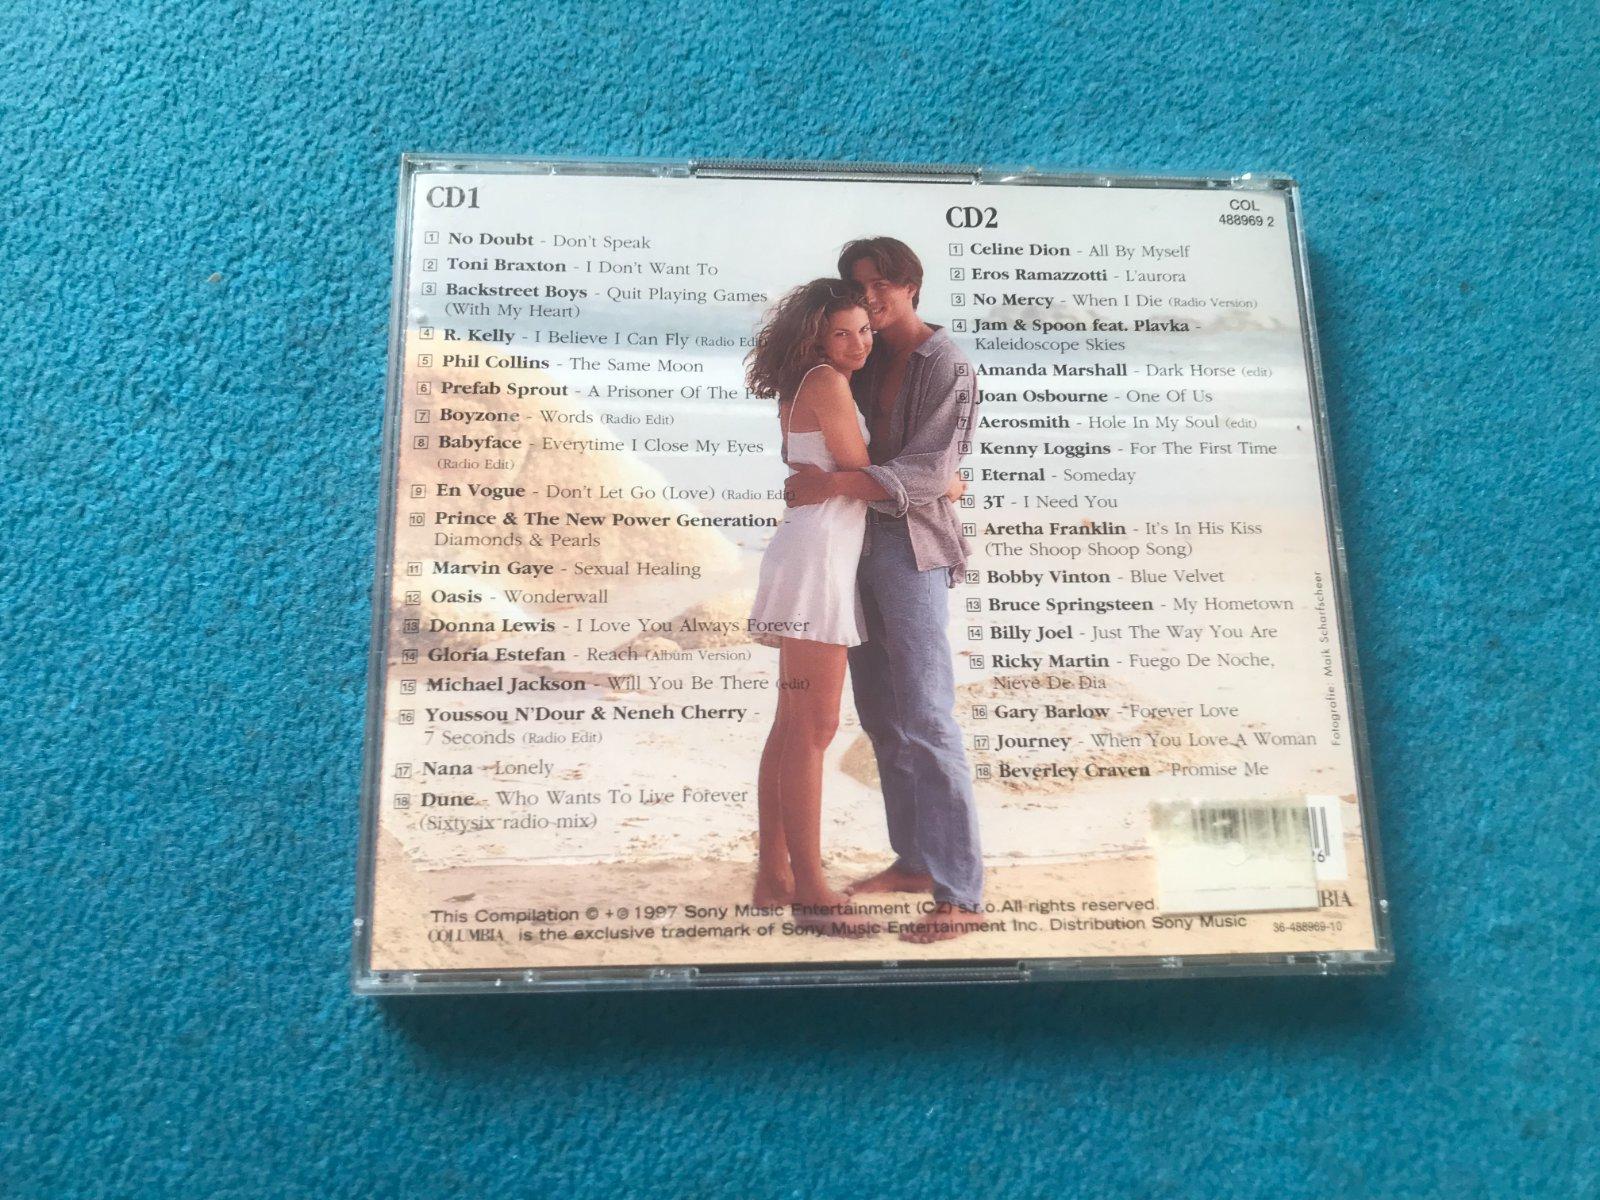 CD1
1 No Doubt - Don't Speak
2 Toni Braxton - I Don't Want To
3 Backstreet Boys - Quit Playing Games
(With My Heart)
4 R. Kelly - I Believe I Can Fly (Radio Edit)
5 Phil Collins - The Same Moon
6 Prefab Sprout - A Prisoner Of The Past
7 Boyzone - Words (Radio Edit)
8 Babyface - Everytime I Close My Eyes
(Radio Edit)
9 En Vogue - Don't Let Go (Love) (Radio Edit)
10 Prince & The New Power Generation -
Diamonds & Pearls
11 Marvin Gaye - Sexual Healing
12 Oasis - Wonderwall
13 Donna Lewis - I Love You Always Forever
14 Gloria Estefan - Reach (Album Version)
15 Michael Jackson - Will You Be There (edit)
16 Youssou N'Dour & Neneh Cherry -
7 Seconds (Radio Edit)
17 Nana - Lonely
18 Dune - Who Wants To Live Forever
(Sixtysix radio mix)
CD2
COL
488969 2
1 Celine Dion - All By Myself
2 Eros Ramazzotti - L'aurora
3 No Mercy - When I Die (Radio Version)
4 Jam & Spoon feat. Plavka -
Kaleidoscope Skies
5 Amanda Marshall - Dark Horse (edit)
6 Joan Osbourne - One Of Us
7 Aerosmith - Hole In My Soul (edit)
8 Kenny Loggins - For The First Time
9 Eternal - Someday
10 3T - I Need You
11 Aretha Franklin - It's In His Kiss
(The Shoop Shoop Song)
12 Bobby Vinton - Blue Velvet
13 Bruce Springsteen - My Hometown
14 Billy Joel - Just The Way You Are
15 Ricky Martin - Fuego De Noche,
Nieve De Dia
16 Gary Barlow - Forever Love
17 Journey - When You Love A Woman
18 Beverley Craven - Promise Me
Fotografie: Maik Scharfscheer
6
BIA
This Compilation © + ℗ 1997 Sony Music Entertainment (CZ) s.r.o. All rights reserved.
COLUMBIA is the exclusive trademark of Sony Music Entertainment Inc. Distribution Sony Music
36-488969-10